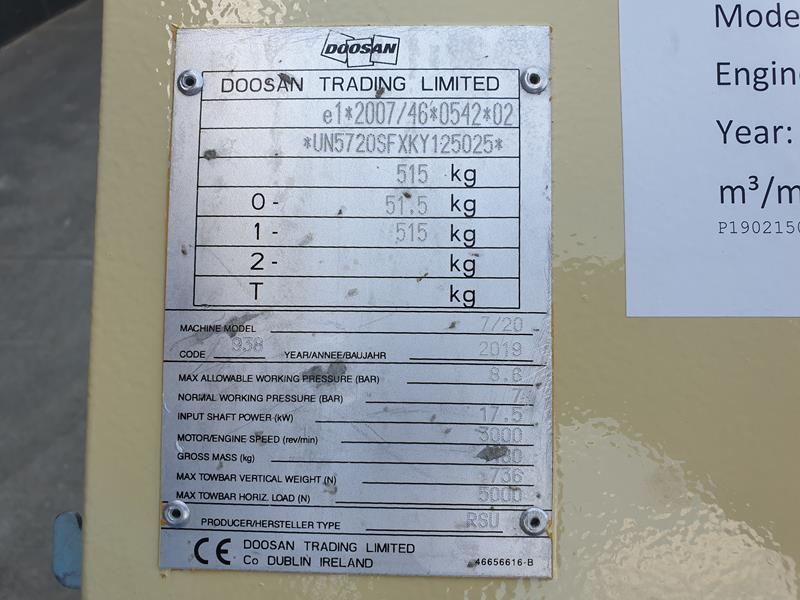 DOOSAN
DOOSAN TRADING LIMITED
e1*2007/46*0542*02
*UN5720SFXKY125025*
515 kg
0- 51.5 kg
1- 515 kg
2- kg
T kg
MACHINE MODEL 7/20
CODE 938 YEAR/ANNEE/BAUJAHR 2019
MAX ALLOWABLE WORKING PRESSURE (BAR) 8.6
NORMAL WORKING PRESSURE (BAR) 7
INPUT SHAFT POWER (kW) 17.5
MOTOR/ENGINE SPEED (rev/min) 3000
GROSS MASS (kg)
MAX TOWBAR VERTICAL WEIGHT (N) 736
MAX TOWBAR HORIZ. LOAD (N) 5000
PRODUCER/HERSTELLER TYPE RSU
CE DOOSAN TRADING LIMITED
Co DUBLIN IRELAND 46656616-B
Mode
Engine
Year:
m³/m
P1902150